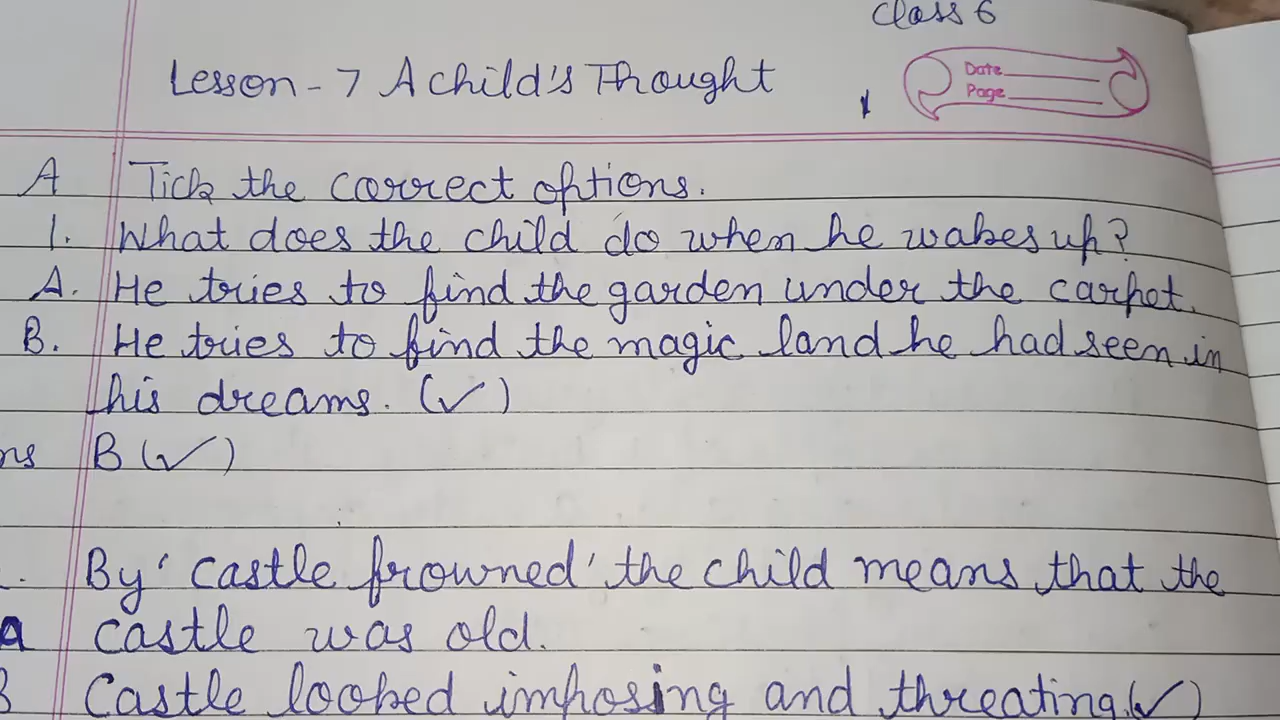 Class 6
Lesson - 7 A child's Thought
Date
Page
A Tick the correct options.
1. What does the child do when he wakes up?
A. He tries to find the garden under the carpet.
B. He tries to find the magic land he had seen in
his dreams. (✓)
ns B (✓)
. By 'castle frowned' the child means that the
a castle was old.
B Castle looked imposing and threating (✓)